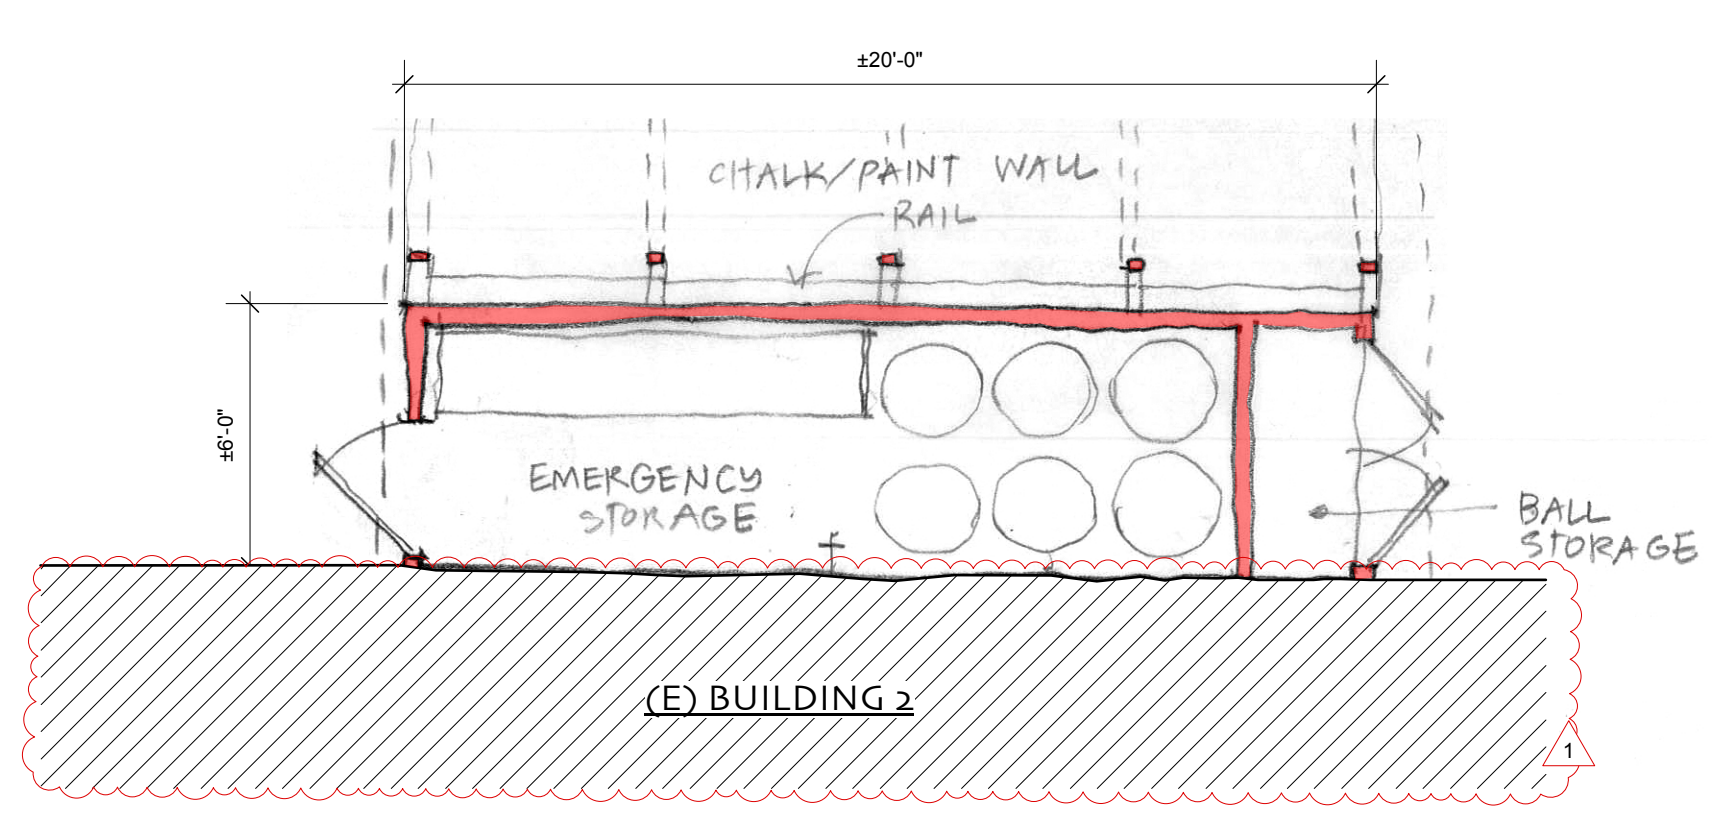 ±20'-0"
CHALK/PAINT WALL
RAIL
±6'-0"
EMERGENCY
STORAGE
BALL
STORAGE
(E) BUILDING 2
1